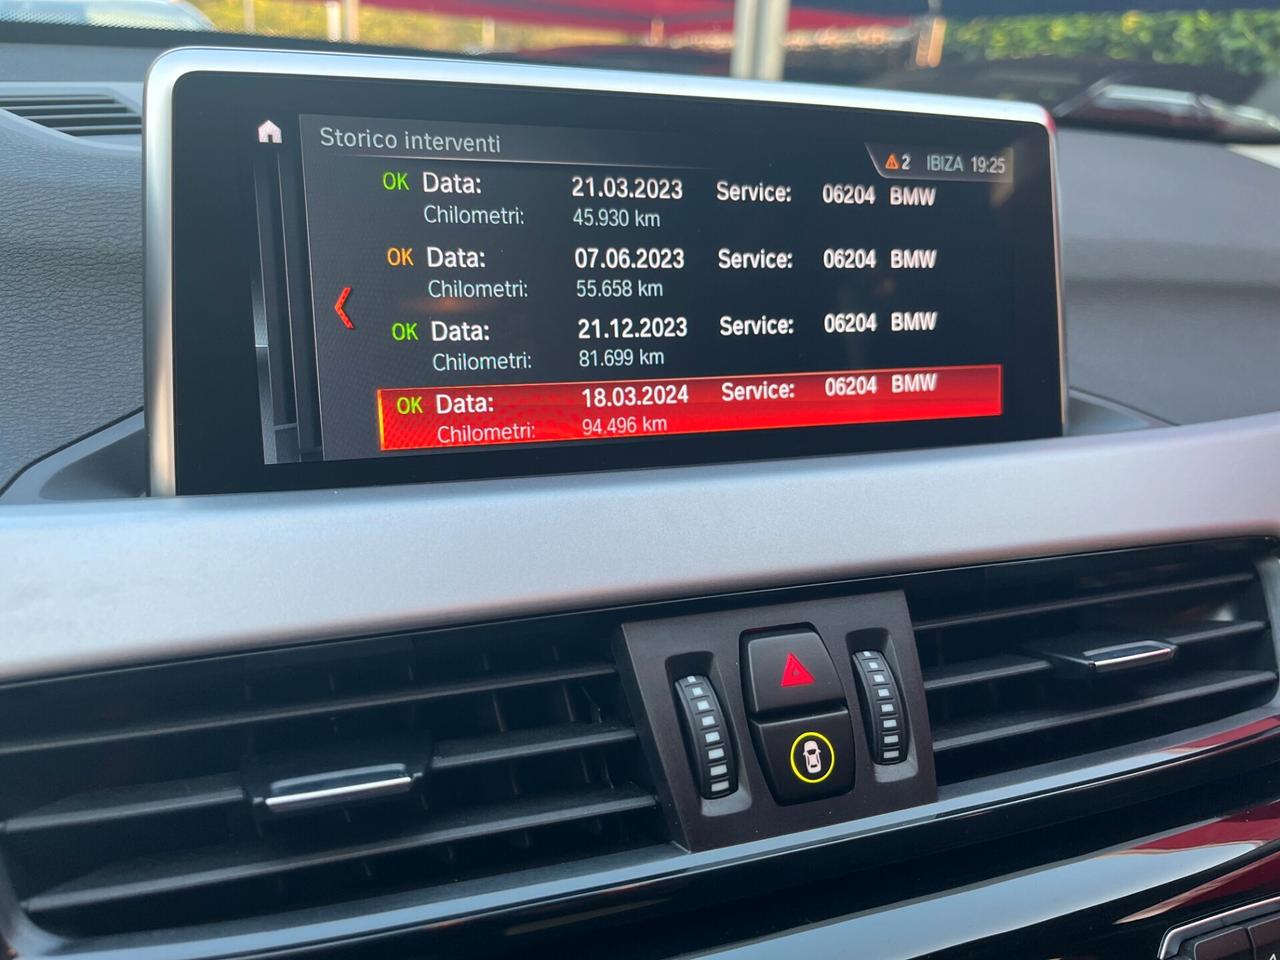 Storico interventi
2 IBIZA 19:25
OK Data: 21.03.2023 Service: 06204 BMW
Chilometri: 45.930 km
OK Data: 07.06.2023 Service: 06204 BMW
Chilometri: 55.658 km
OK Data: 21.12.2023 Service: 06204 BMW
Chilometri: 81.699 km
OK Data: 18.03.2024 Service: 06204 BMW
Chilometri: 94.496 km